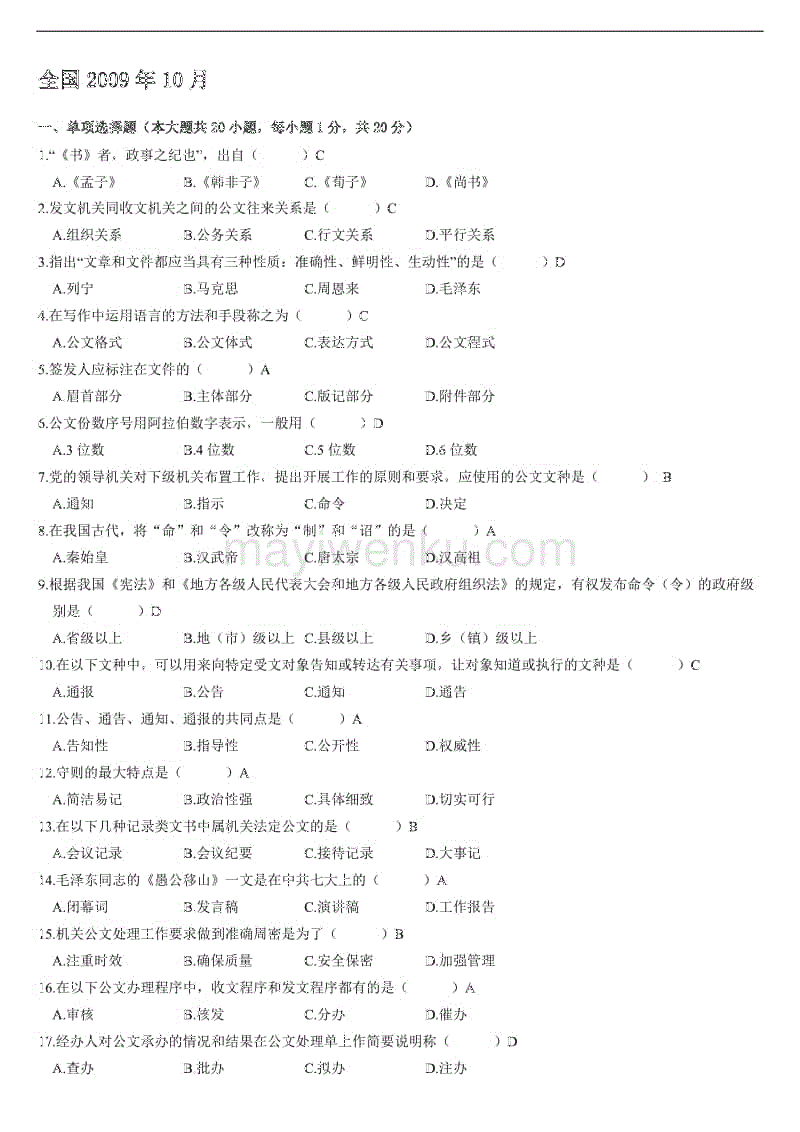 全国 2009 年 10 月
一、单项选择题（本大题共 20 小题，每小题 1 分，共 20 分）
1.“《书》者，政事之纪也”，出自（　　　）C
A.《孟子》　B.《韩非子》　C.《荀子》　D.《尚书》
2.发文机关同收文机关之间的公文往来关系是（　　　）C
A.组织关系　B.公务关系　C.行文关系　D.平行关系
3.指出“文章和文件都应当具有三种性质：准确性、鲜明性、生动性”的是（　　　）D
A.列宁　B.马克思　C.周恩来　D.毛泽东
4.在写作中运用语言的方法和手段称之为（　　　）C
A.公文格式　B.公文体式　C.表达方式　D.公文程式
5.签发人应标注在文件的（　　　）A
A.眉首部分　B.主体部分　C.版记部分　D.附件部分
6.公文份数序号用阿拉伯数字表示，一般用（　　　）D
A.3 位数　B.4 位数　C.5 位数　D.6 位数
7.党的领导机关对下级机关布置工作，提出开展工作的原则和要求，应使用的公文文种是（　　　）B
A.通知　B.指示　C.命令　D.决定
8.在我国古代，将“命”和“令”改称为“制”和“诏”的是（　　　）A
A.秦始皇　B.汉武帝　C.唐太宗　D.汉高祖
mayiwenku.com
9.根据我国《宪法》和《地方各级人民代表大会和地方各级人民政府组织法》的规定，有权发布命令（令）的政府级
别是（　　　）D
A.省级以上　B.地（市）级以上　C.县级以上　D.乡（镇）级以上
10.在以下文种中，可以用来向特定受文对象告知或转达有关事项，让对象知道或执行的文种是（　　　）C
A.通报　B.公告　C.通知　D.通告
11.公告、通告、通知、通报的共同点是（　　　）A
A.告知性　B.指导性　C.公开性　D.权威性
12.守则的最大特点是（　　　）A
A.简洁易记　B.政治性强　C.具体细致　D.切实可行
13.在以下几种记录类文书中属机关法定公文的是（　　　）B
A.会议记录　B.会议纪要　C.接待记录　D.大事记
14.毛泽东同志的《愚公移山》一文是在中共七大上的（　　　）A
A.闭幕词　B.发言稿　C.演讲稿　D.工作报告
15.机关公文处理工作要求做到准确周密是为了（　　　）B
A.注重时效　B.确保质量　C.安全保密　D.加强管理
16.在以下公文办理程序中，收文程序和发文程序都有的是（　　　）A
A.审核　B.核发　C.分办　D.催办
17.经办人对公文承办的情况和结果在公文处理单上作简要说明称（　　　）D
A.查办　B.批办　C.拟办　D.注办